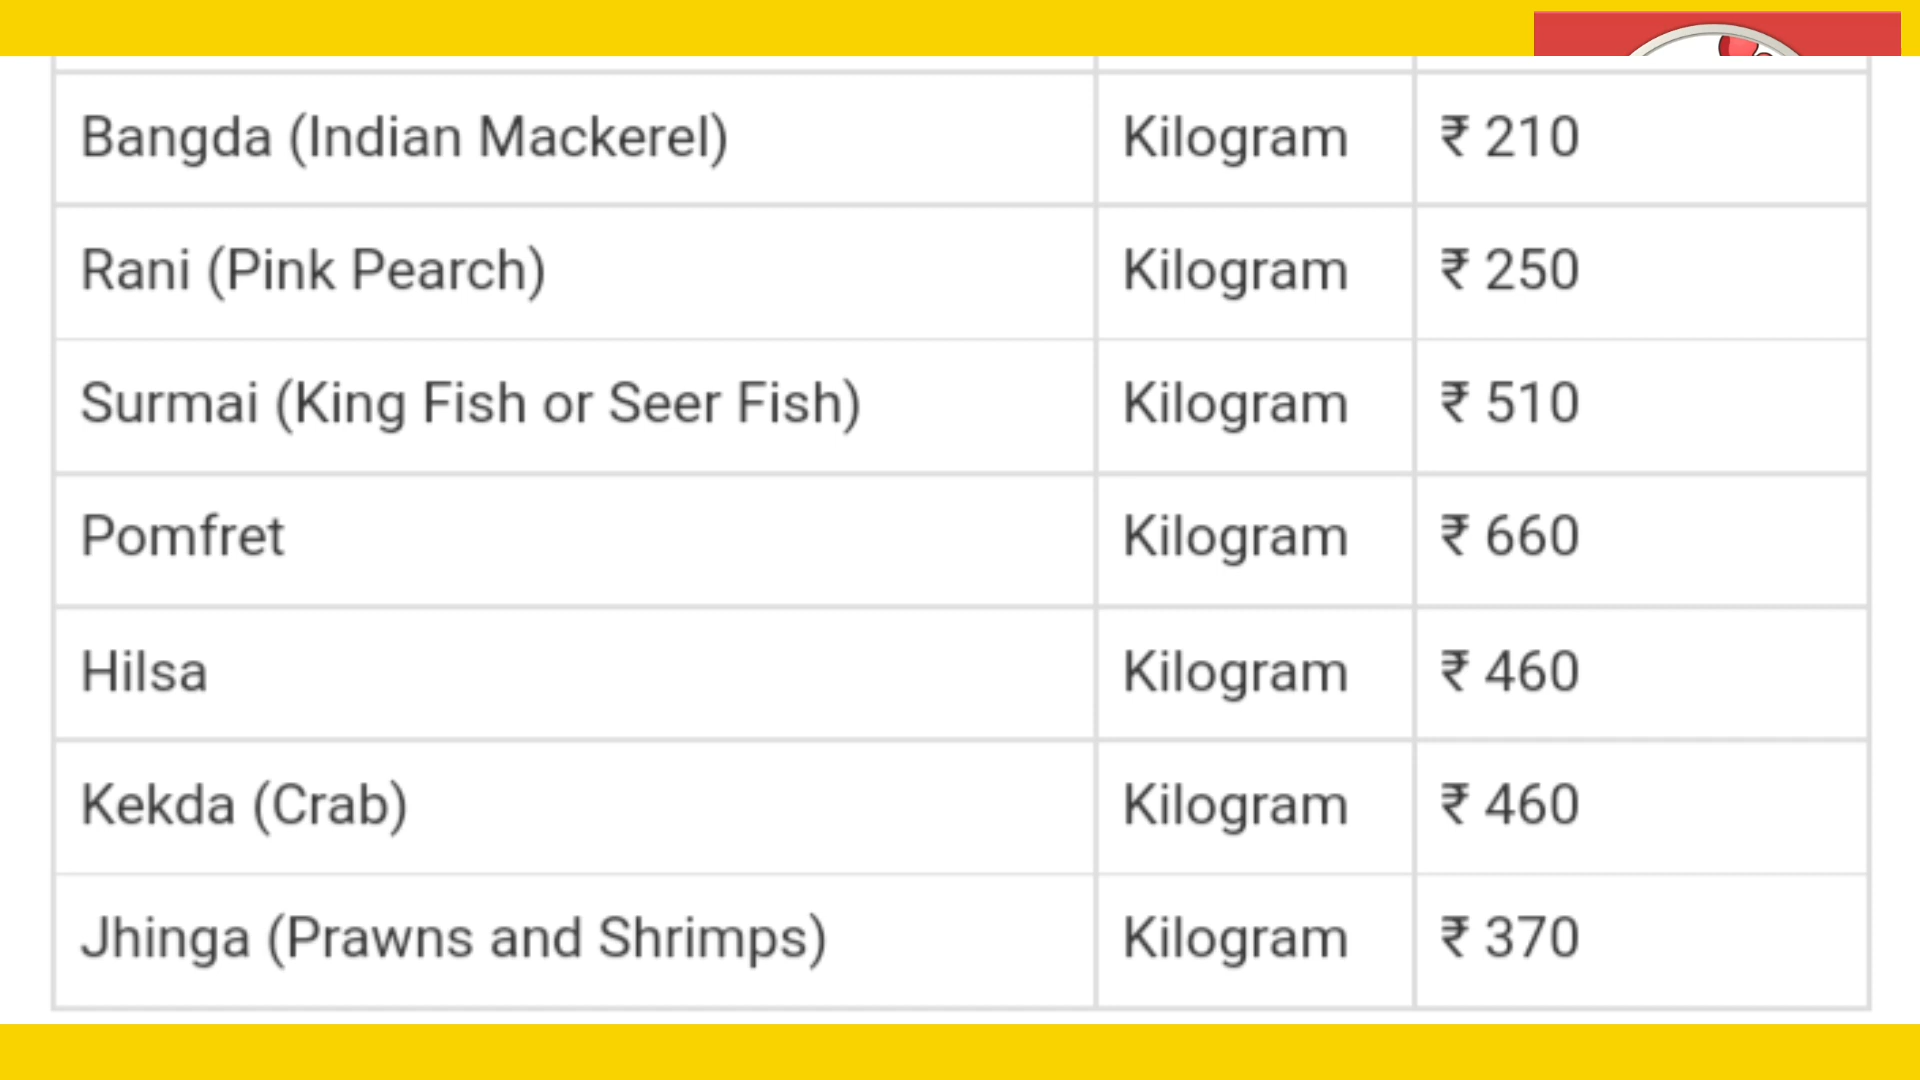 Bangda (Indian Mackerel) Kilogram ₹ 210
Rani (Pink Pearch) Kilogram ₹ 250
Surmai (King Fish or Seer Fish) Kilogram ₹ 510
Pomfret Kilogram ₹ 660
Hilsa Kilogram ₹ 460
Kekda (Crab) Kilogram ₹ 460
Jhinga (Prawns and Shrimps) Kilogram ₹ 370